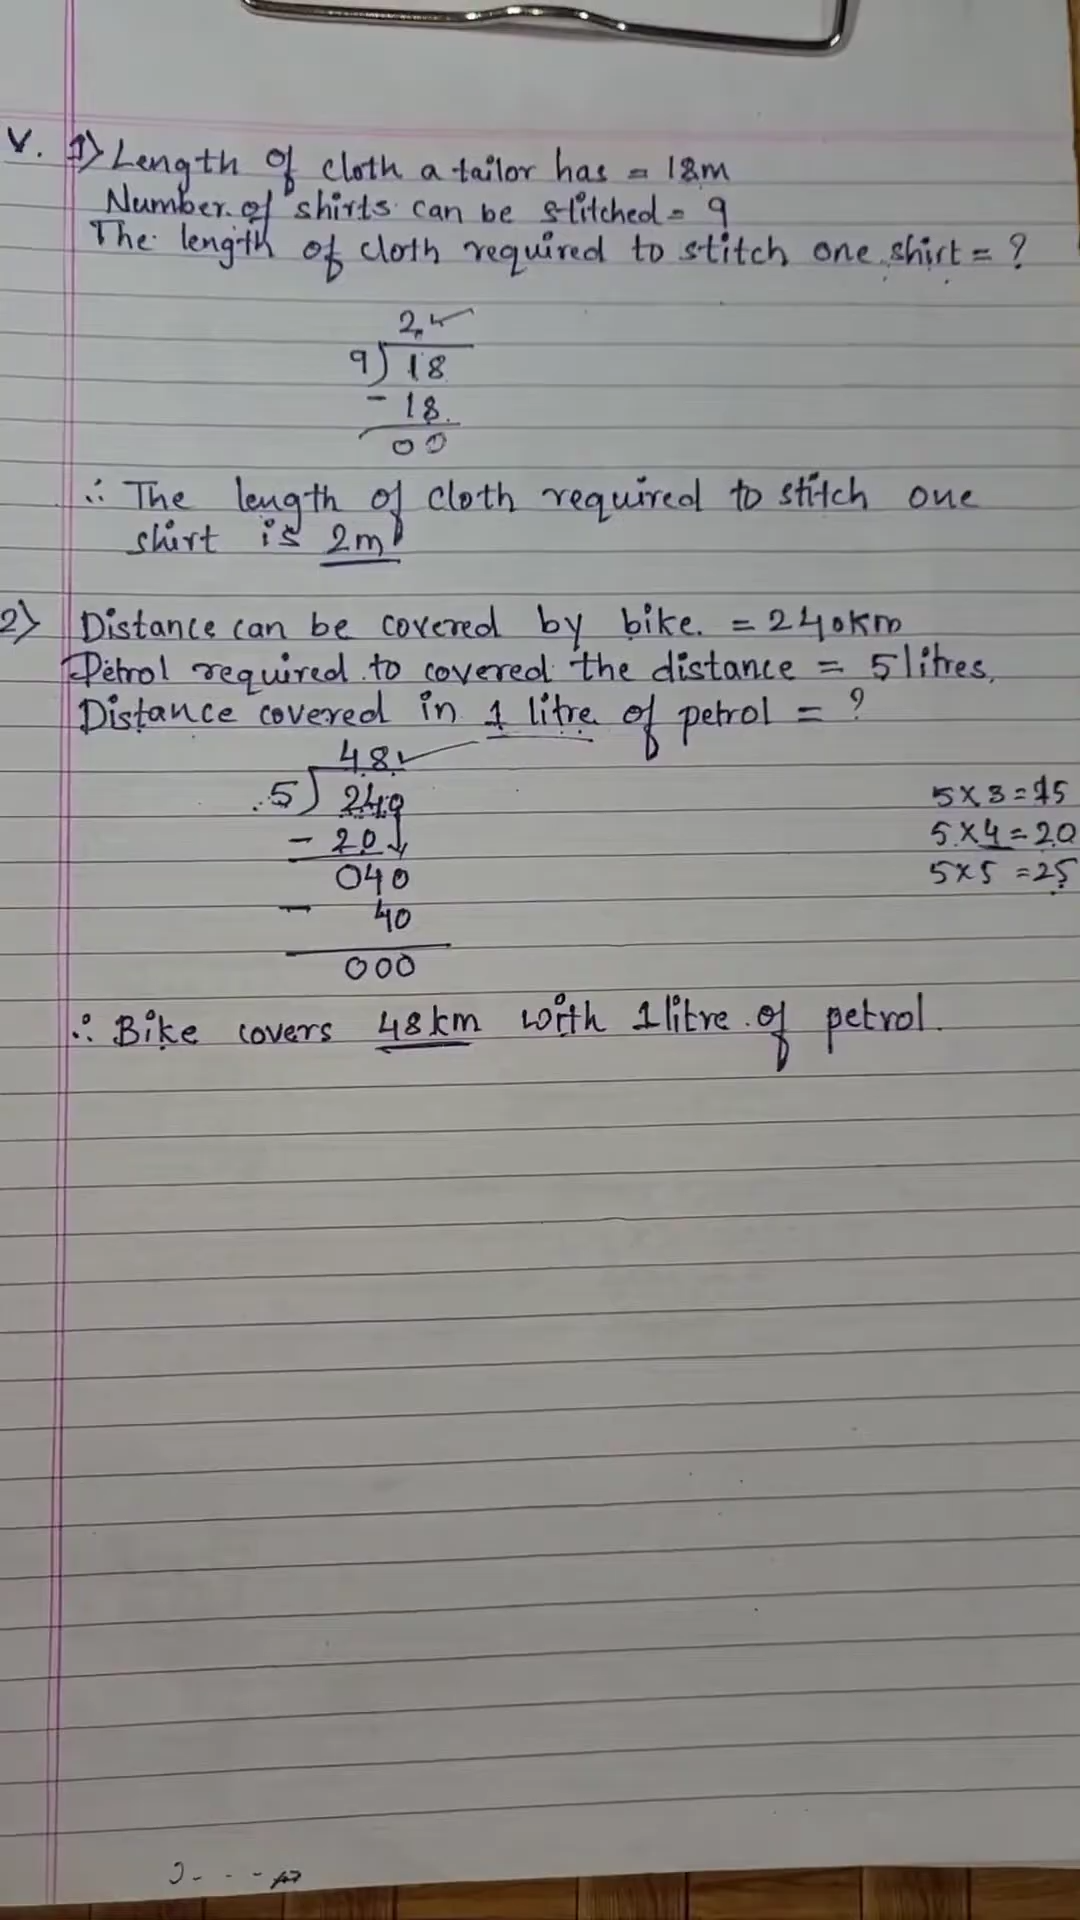 V. 1) Length of cloth a tailor has = 18m
Number of shirts can be stitched = 9
The length of cloth required to stitch one shirt = ?
2
9) 18
- 18
00
∴ The length of cloth required to stitch one
shirt is 2m
2) Distance can be covered by bike. = 240km
Petrol required to covered the distance = 5 litres.
Distance covered in 1 litre of petrol = ?
48
5) 240
- 20
040
- 40
000
5×3=15
5×4=20
5×5=25
∴ Bike covers 48km with 1 litre of petrol.